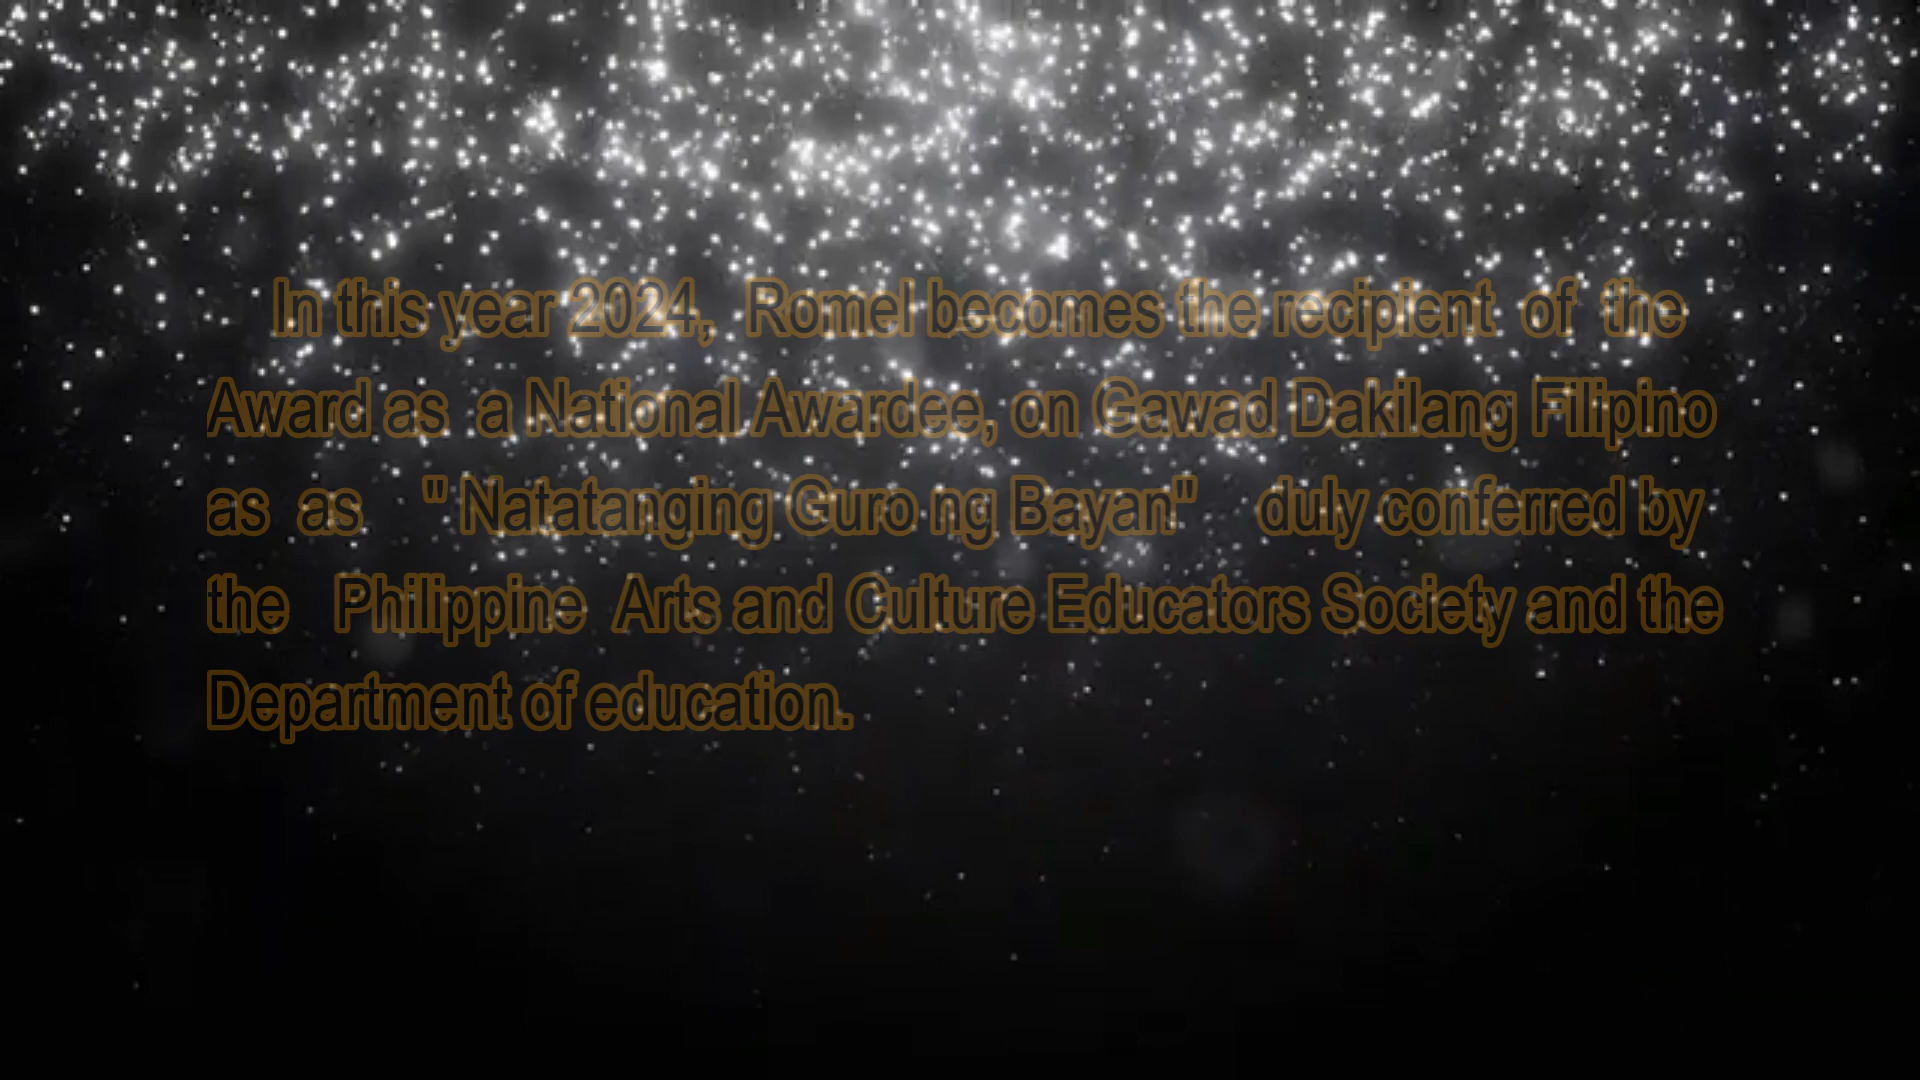 In this year 2024, Romel becomes the recipient of the
Award as a National Awardee, on Gawad Dakilang Filipino
as as " Natatanging Guro ng Bayan" duly conferred by
the Philippine Arts and Culture Educators Society and the
Department of education.